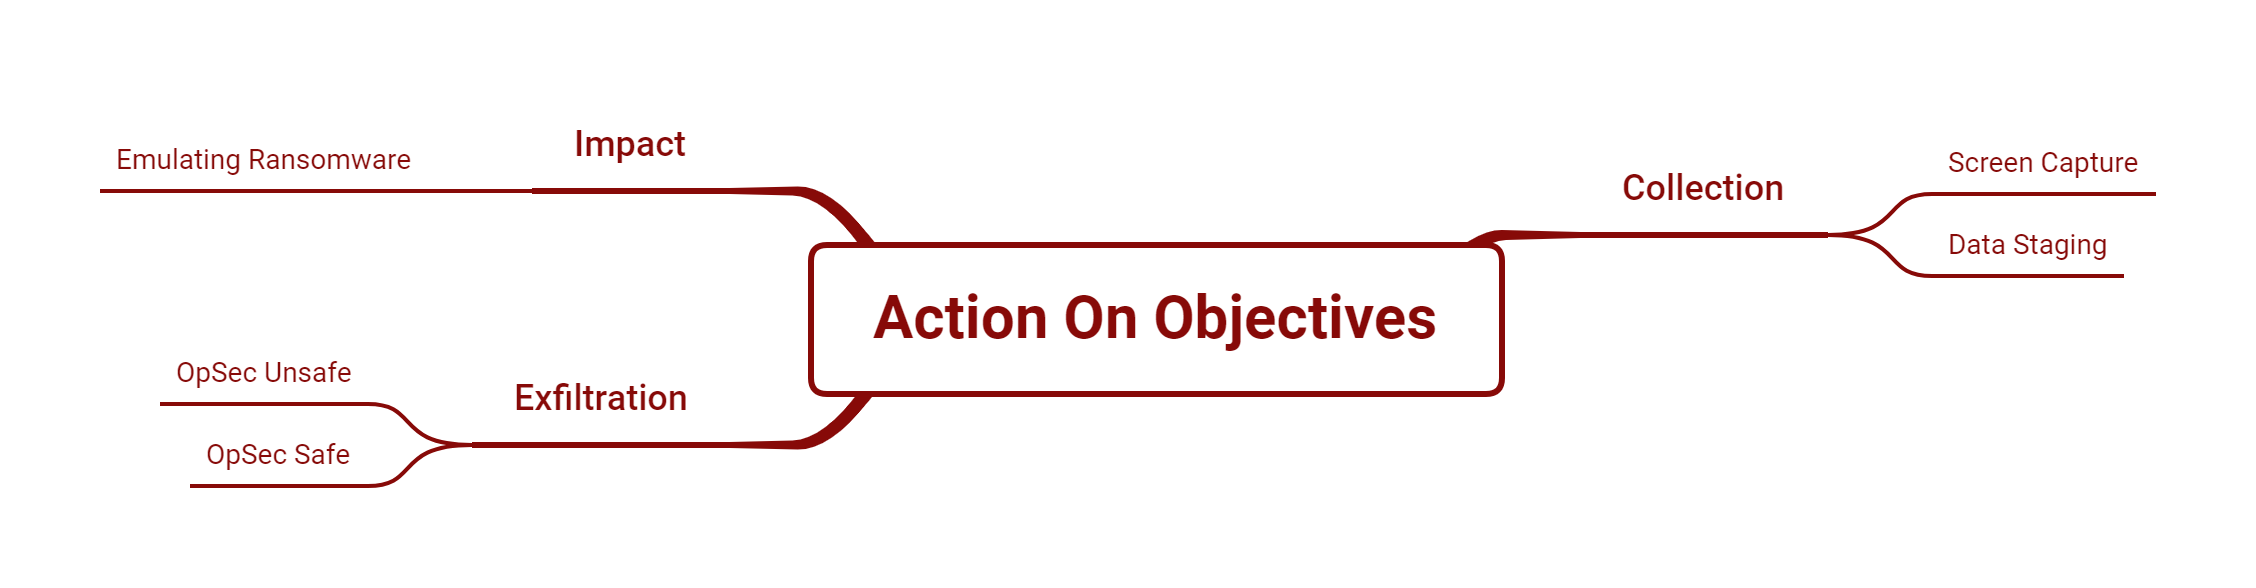 Impact
Emulating Ransomware
Collection
Screen Capture
Data Staging
Action On Objectives
Exfiltration
OpSec Unsafe
OpSec Safe